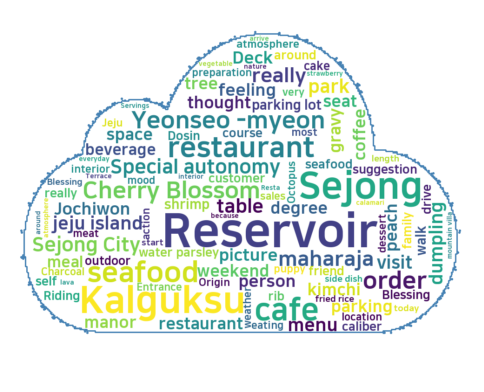 arrive
atmosphere
Deck around
nature cake
vegetable preparation really strawberry
tree feeling very park
servings thought parking lot seat
Jeju Yeonseo -myeon gravy coffee
space Dosin course most
beverage restaurant length
everyday interior Special autonomy seafood suggestion
Terrace mood Octopus
Blessing Cherry Blossom customer Resta Sejong drive
really shrimp sales calamari
Jochiwon table degree dessert peach family
around atmosphere jeju island action because Reservoir walk dumpling mountain villa
meat start
Sejong City water parsley picture maharaja visit
meal outdoor seafood weekend puppy friend side dish order
Charcoal Entrance Origin person kimchi
self lava rib fried rice Blessing
Riding Kalguksu weather cafe parking today
manor restaurant weating menu location
caliber
interior